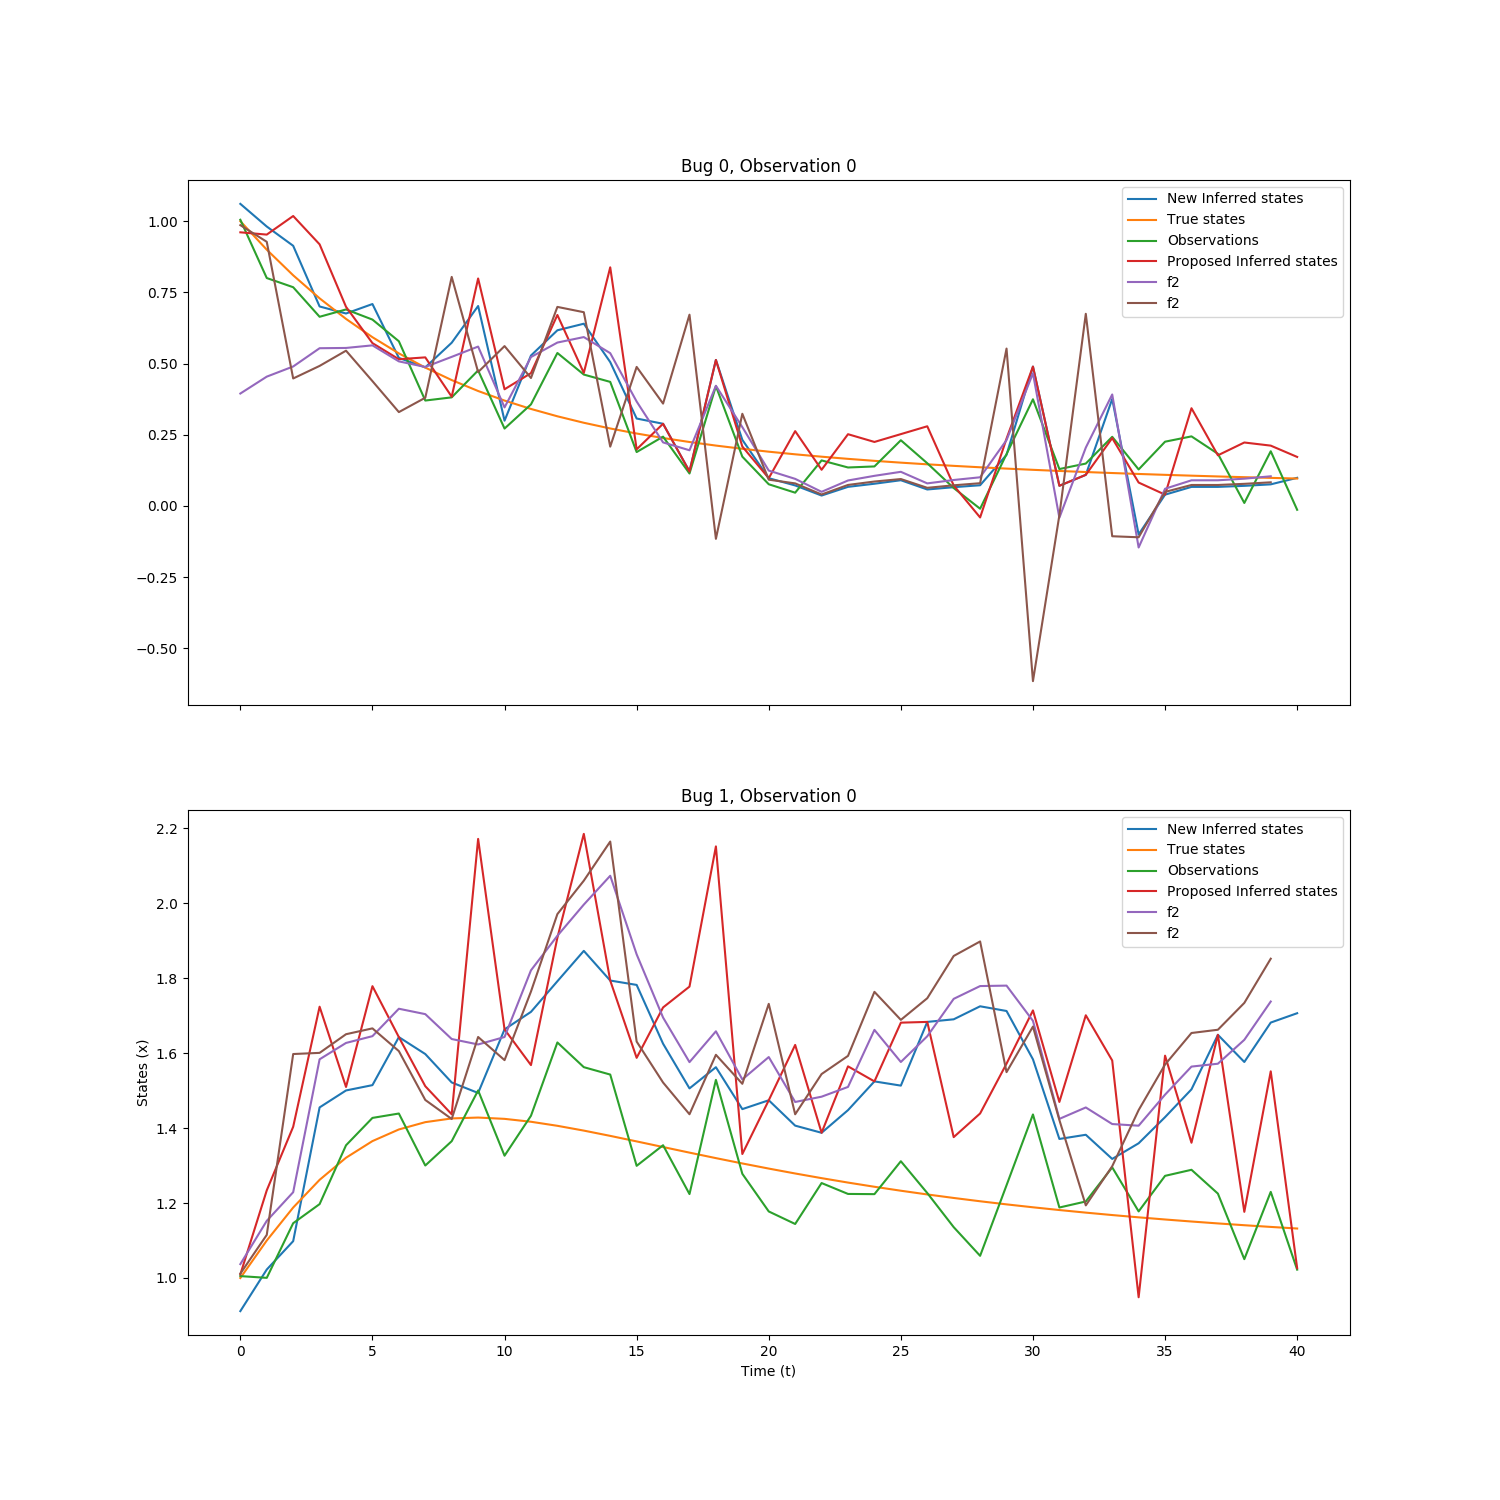 Bug 0, Observation 0
1.00
0.75
0.50
0.25
0.00
−0.25
−0.50
New Inferred states
True states
Observations
Proposed Inferred states
f2
f2
Bug 1, Observation 0
2.2
2.0
1.8
1.6
1.4
1.2
1.0
States (x)
New Inferred states
True states
Observations
Proposed Inferred states
f2
f2
0 5 10 15 20 25 30 35 40
Time (t)